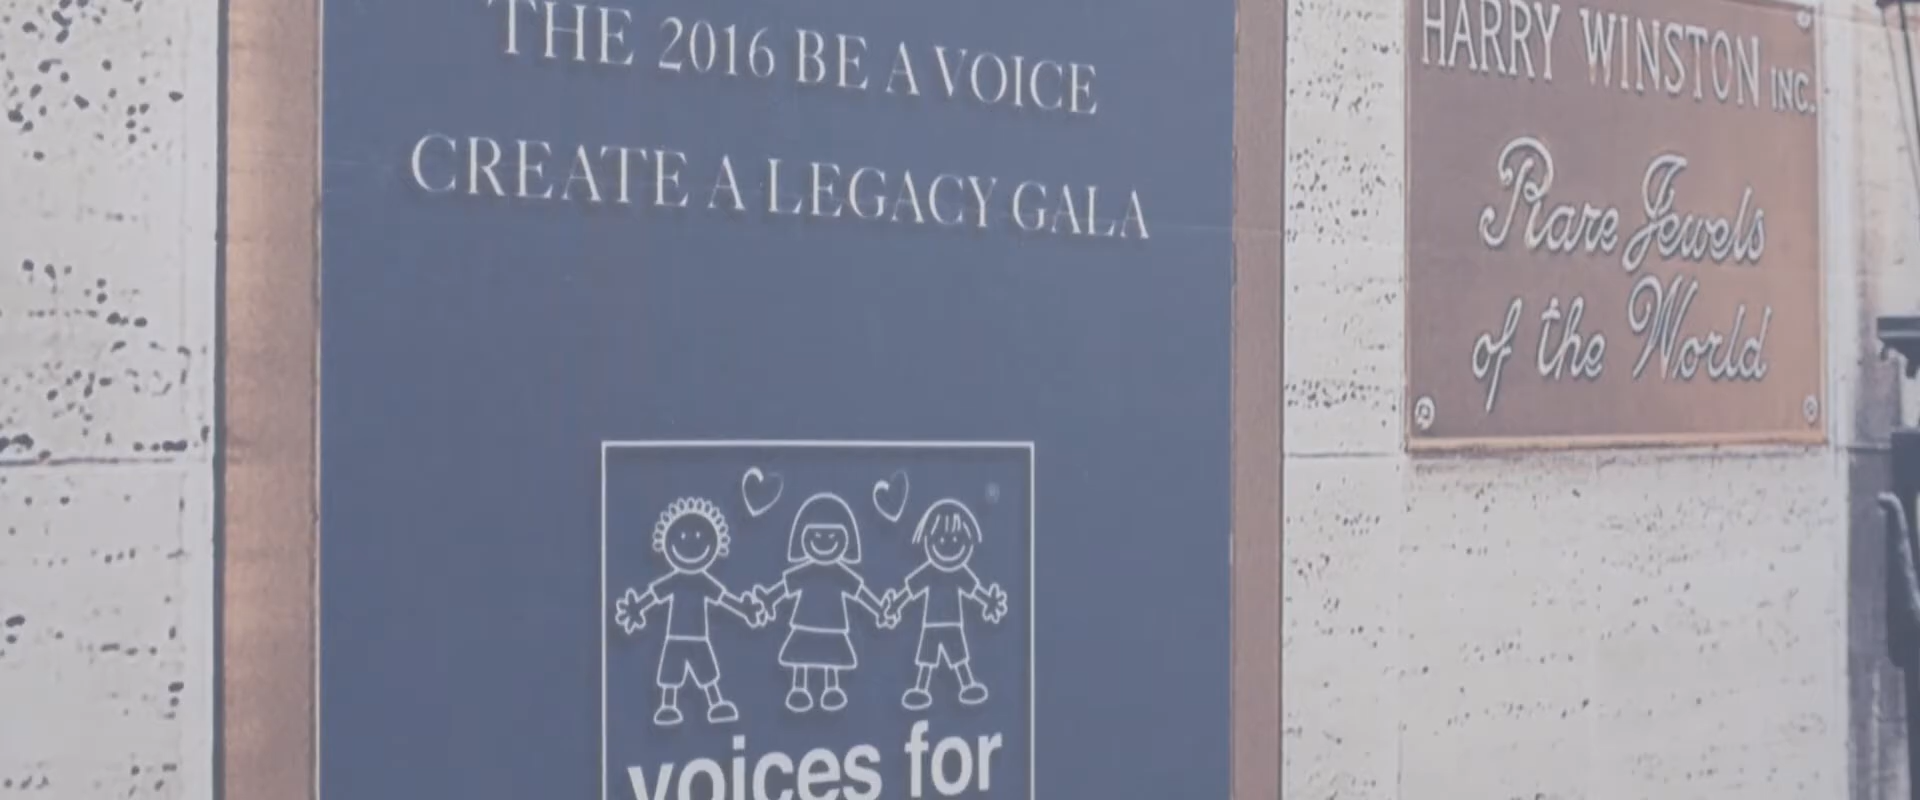 THE 2016 BE A VOICE
CREATE A LEGACY GALA
voices for
HARRY WINSTON INC.
Rare Jewels
of the World